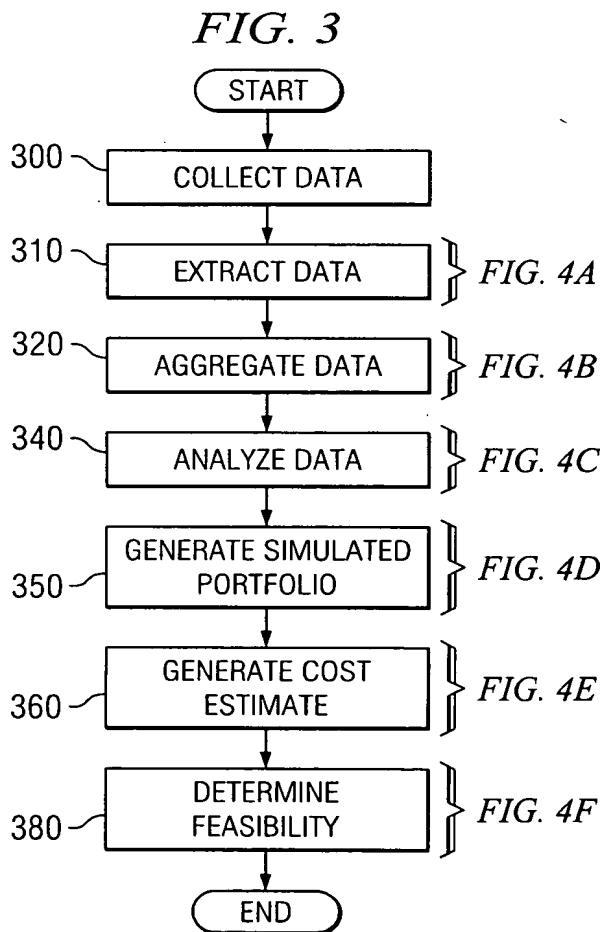 FIG. 3
START
300
COLLECT DATA
310
EXTRACT DATA
FIG. 4A
320
AGGREGATE DATA
FIG. 4B
340
ANALYZE DATA
FIG. 4C
GENERATE SIMULATED
PORTFOLIO
350
FIG. 4D
GENERATE COST
ESTIMATE
360
FIG. 4E
DETERMINE
FEASIBILITY
380
FIG. 4F
END